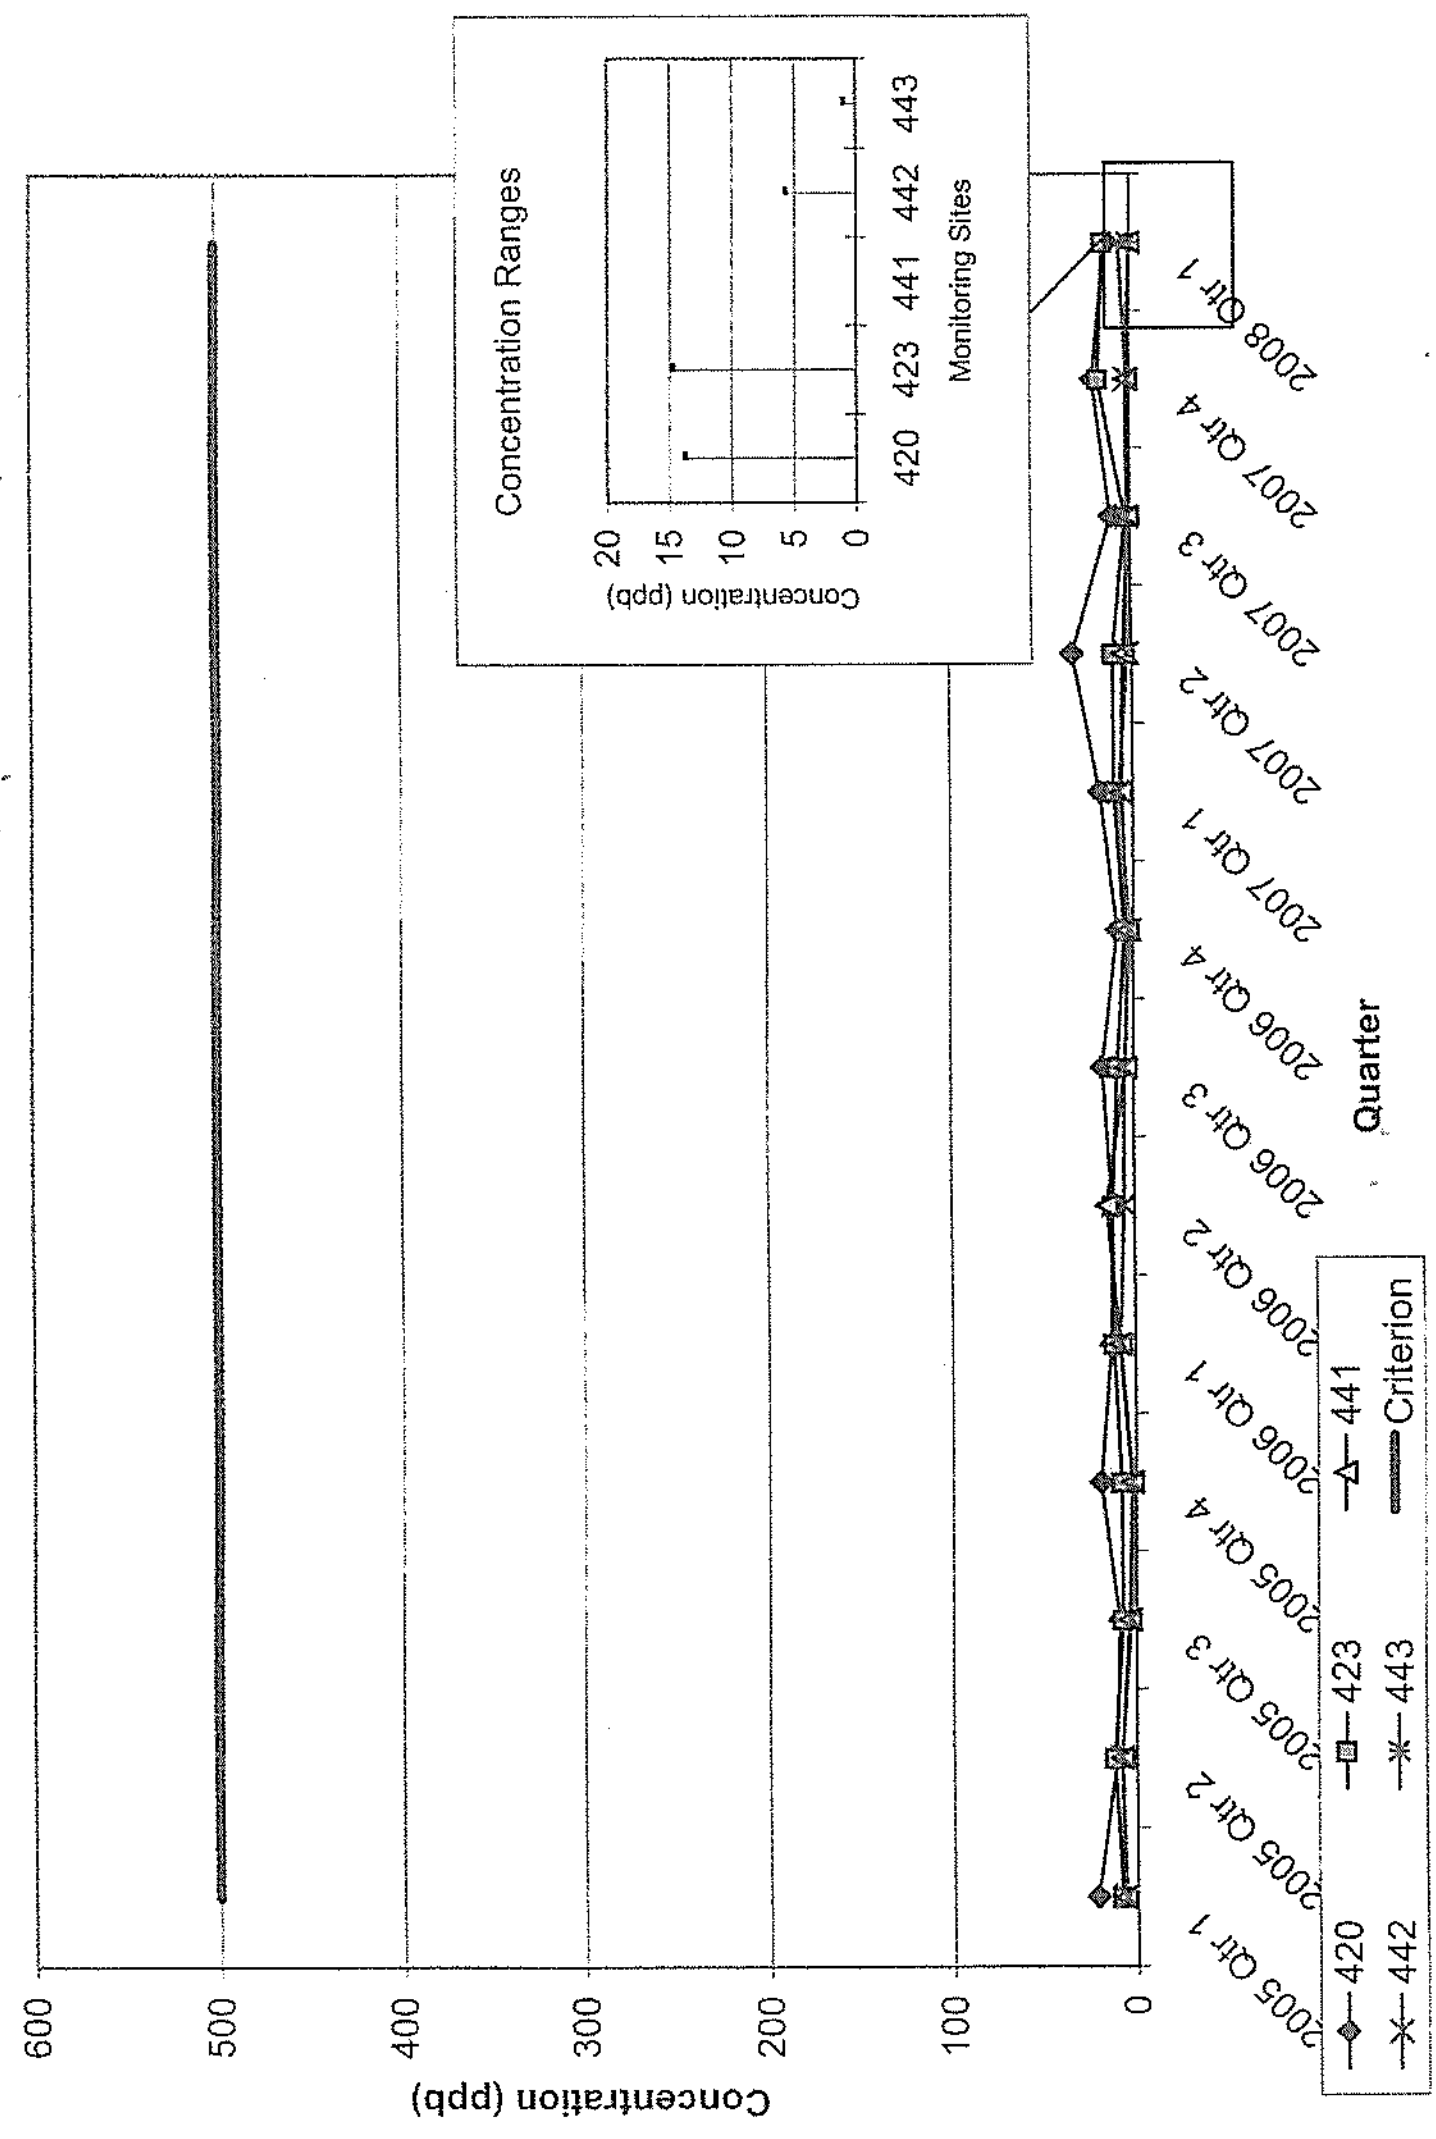 Concentration (ppb)
600
500
400
300
200
100
0
Concentration Ranges
Concentration (ppb)
20
15
10
5
0
420 423 441 442 443
Monitoring Sites
2005 Qtr 1
2005 Qtr 2
2005 Qtr 3
2005 Qtr 4
2006 Qtr 1
2006 Qtr 2
2006 Qtr 3
2006 Qtr 4
2007 Qtr 1
2007 Qtr 2
2007 Qtr 3
2007 Qtr 4
2008 Qtr 1
Quarter
420 423 441
442 443 Criterion